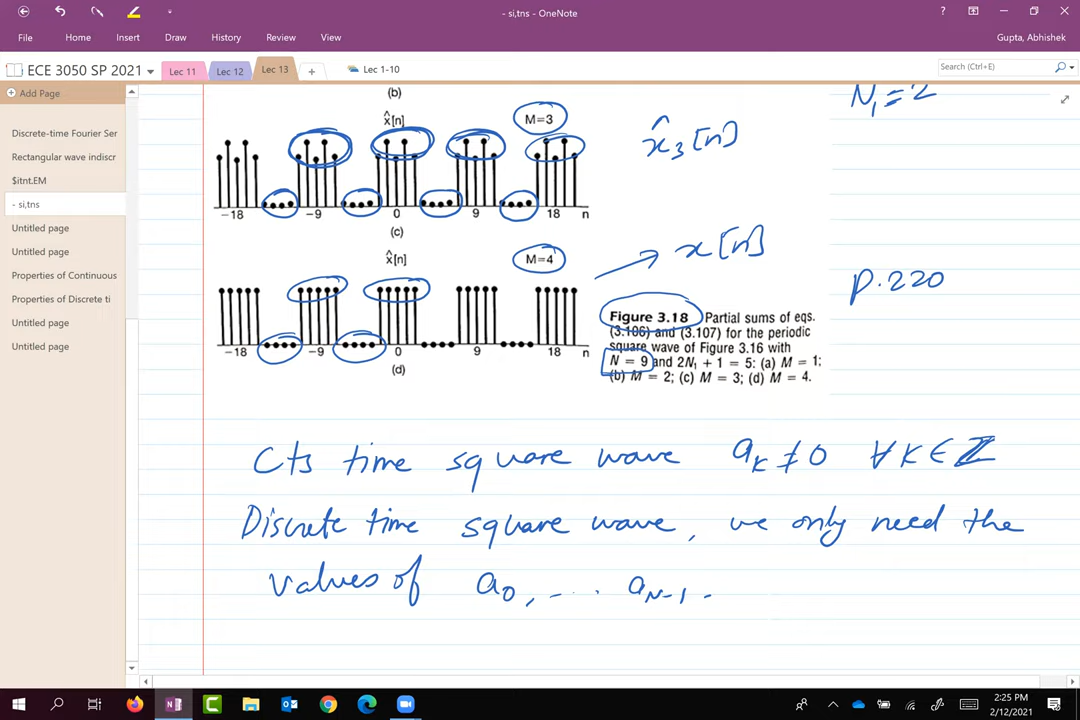 - si,tns - OneNote
Gupta, Abhishek
File Home Insert Draw History Review View
ECE 3050 SP 2021 Lec 11 Lec 12 Lec 13 + Lec 1-10 Search (Ctrl+E)
Add Page
Discrete-time Fourier Ser
Rectangular wave indiscr
$itnt.EM
- si,tns
Untitled page
Untitled page
Properties of Continuous
Properties of Discrete ti
Untitled page
Untitled page
(b)
N₁ = 2
x̂[n] M=3
x̂₃[n]
−18 −9 0 9 18 n
(c)
x̂[n] M=4
x[n]
p.220
−18 −9 0 9 18 n
(d)
Figure 3.18 Partial sums of eqs.
(3.106) and (3.107) for the periodic
square wave of Figure 3.16 with
N = 9 and 2N₁ + 1 = 5: (a) M = 1;
(b) M = 2; (c) M = 3; (d) M = 4.
Cts time square wave aₖ ≠ 0 ∀k∈ℤ
Discrete time square wave, we only need the
values of a₀, .... a_{N-1}.
2:25 PM
2/12/2021